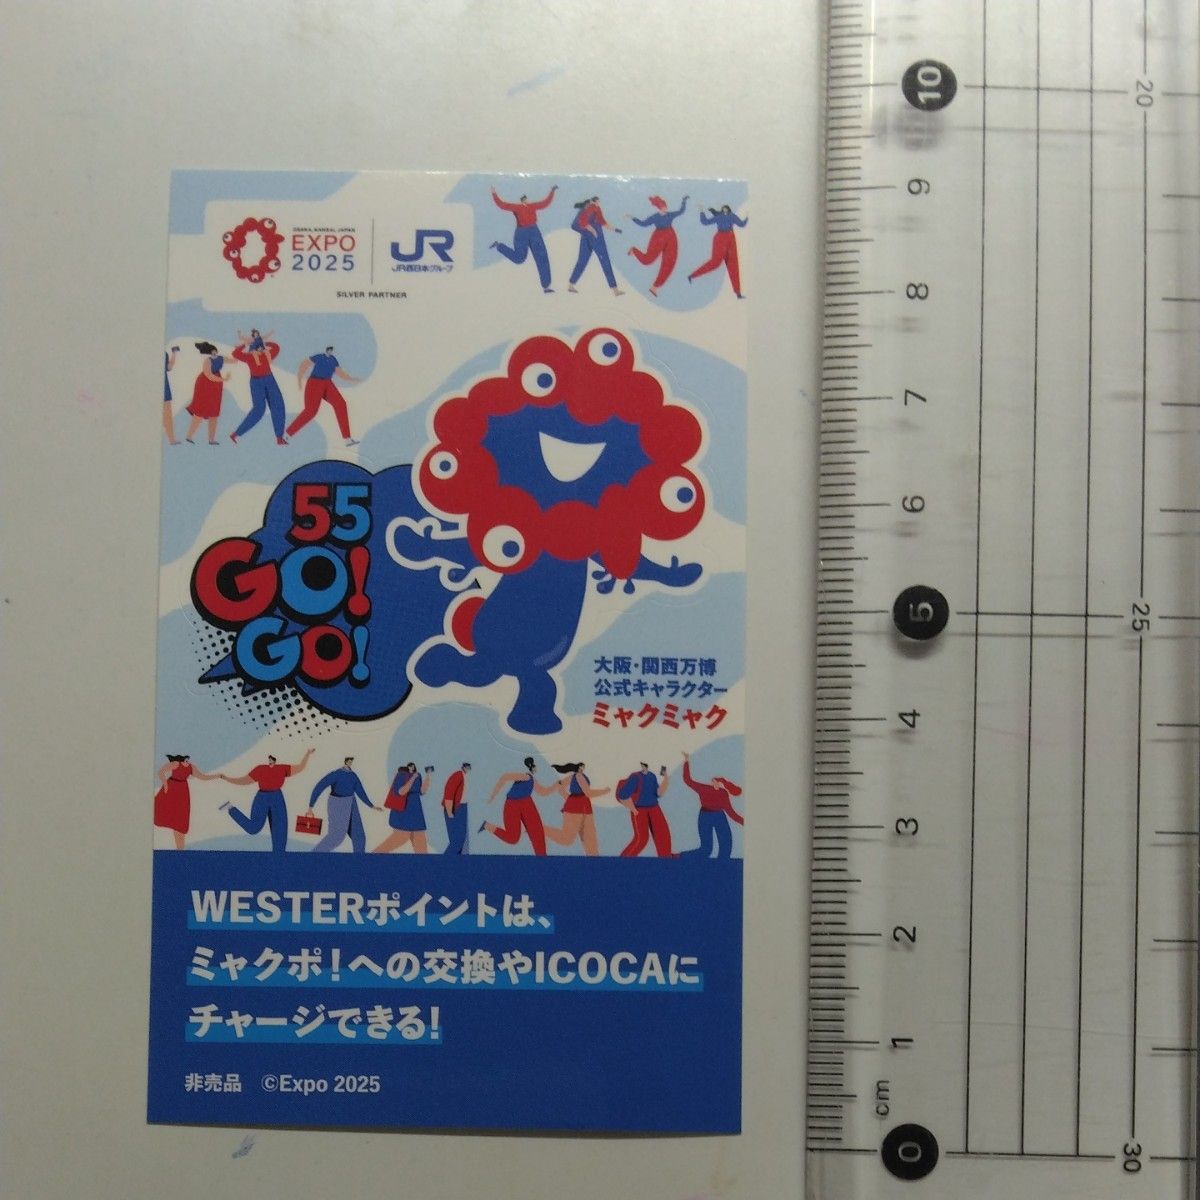 OSAKA, KANSAI, JAPAN
EXPO
2025
JR
JR西日本グループ
SILVER PARTNER
55
GO!
GO!
大阪・関西万博
公式キャラクター
ミャクミャク
WESTERポイントは、
ミャクポ!への交換やICOCAに
チャージできる!
非売品 ©Expo 2025
10
9
8
7
6
5
4
3
2
1
cm
0
20
25
30